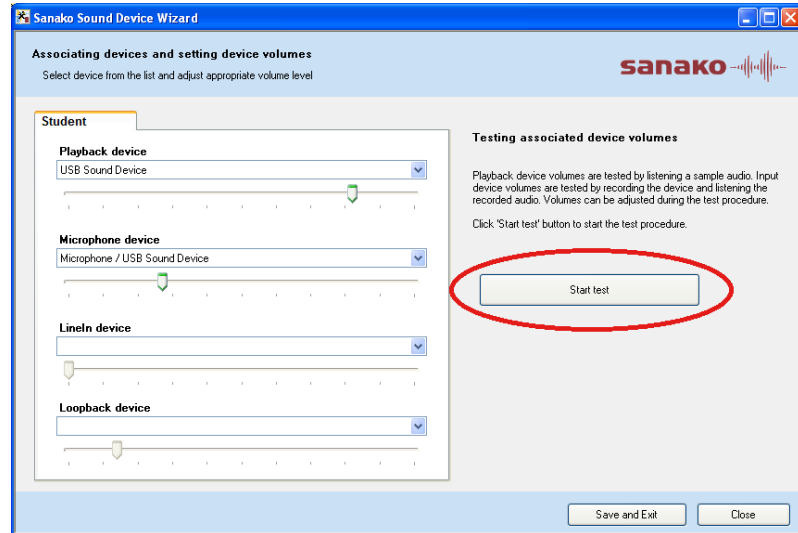 Sanako Sound Device Wizard
Associating devices and setting device volumes
Select device from the list and adjust appropriate volume level
sanako
Student
Playback device
USB Sound Device
Microphone device
Microphone / USB Sound Device
LineIn device
Loopback device
Testing associated device volumes
Playback device volumes are tested by listening a sample audio. Input
device volumes are tested by recording the device and listening the
recorded audio. Volumes can be adjusted during the test procedure.
Click 'Start test' button to start the test procedure.
Start test
Save and Exit
Close